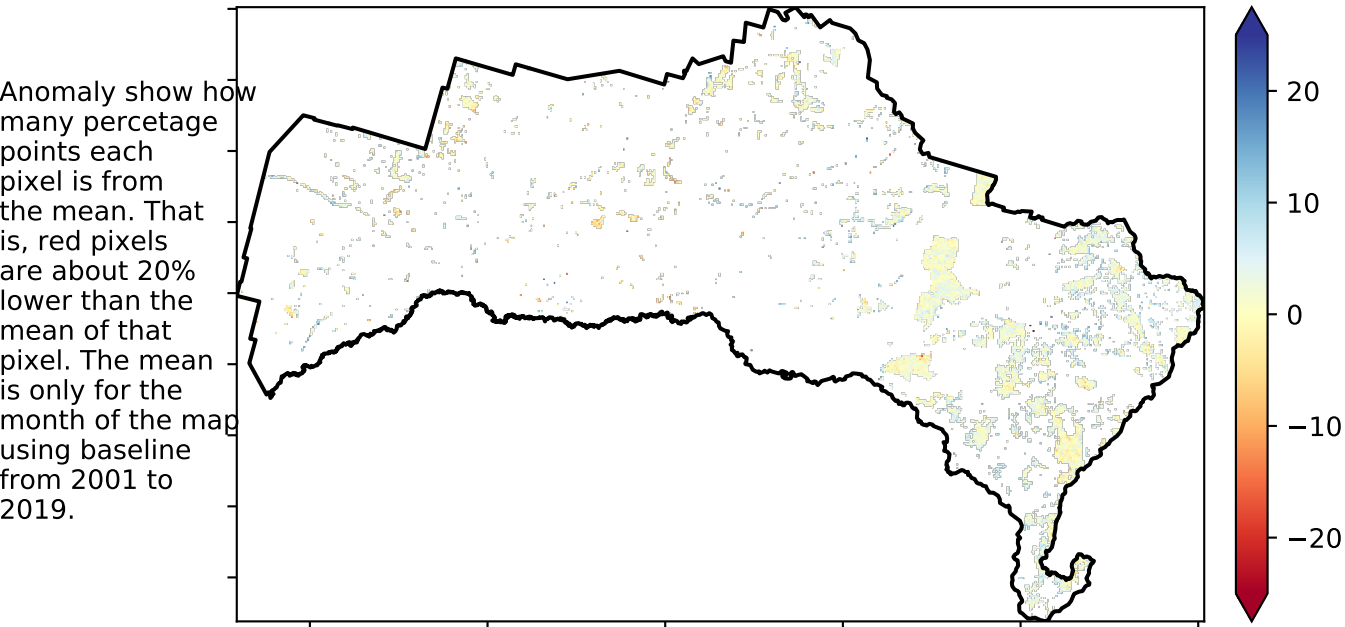 Anomaly show how
many percetage
points each
pixel is from
the mean. That
is, red pixels
are about 20%
lower than the
mean of that
pixel. The mean
is only for the
month of the map
using baseline
from 2001 to
2019.
20
10
0
−10
−20